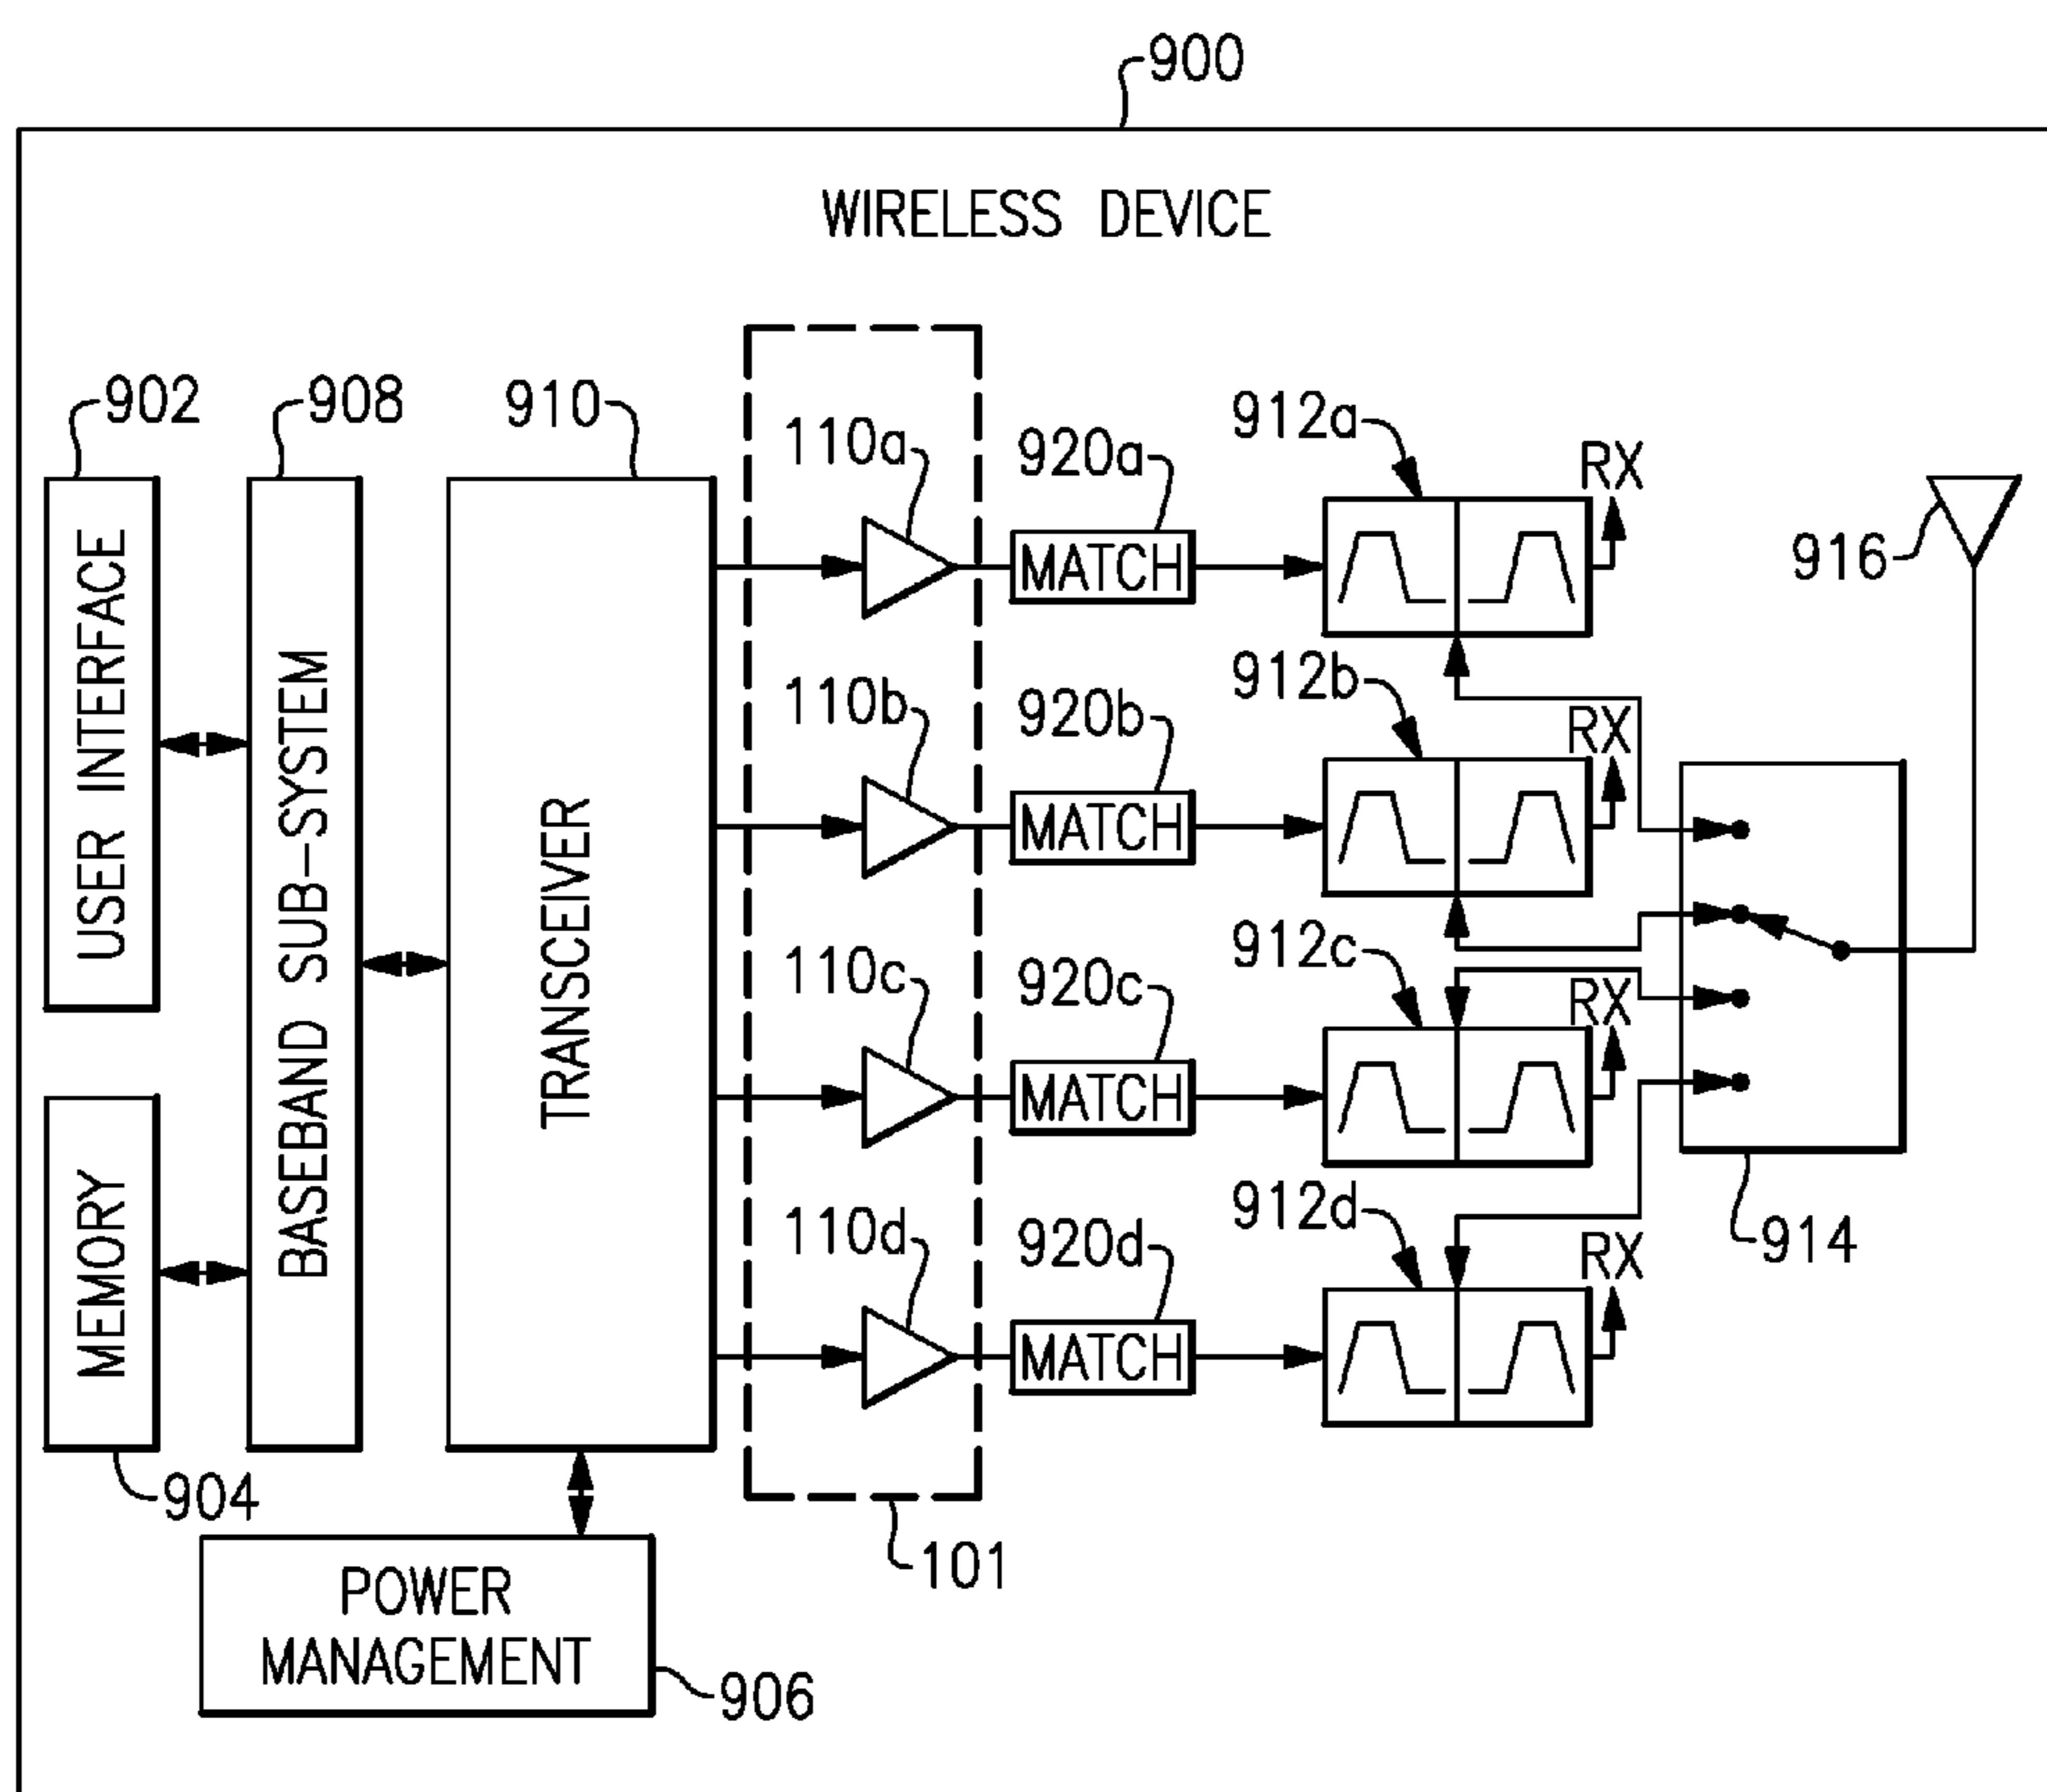 900
WIRELESS DEVICE
902
908
910
110a
920a
912a
RX
916
USER INTERFACE
BASEBAND SUB-SYSTEM
TRANSCEIVER
MATCH
110b
920b
912b
RX
MATCH
110c
920c
912c
RX
MATCH
110d
920d
912d
RX
914
MATCH
MEMORY
904
101
POWER
MANAGEMENT
906